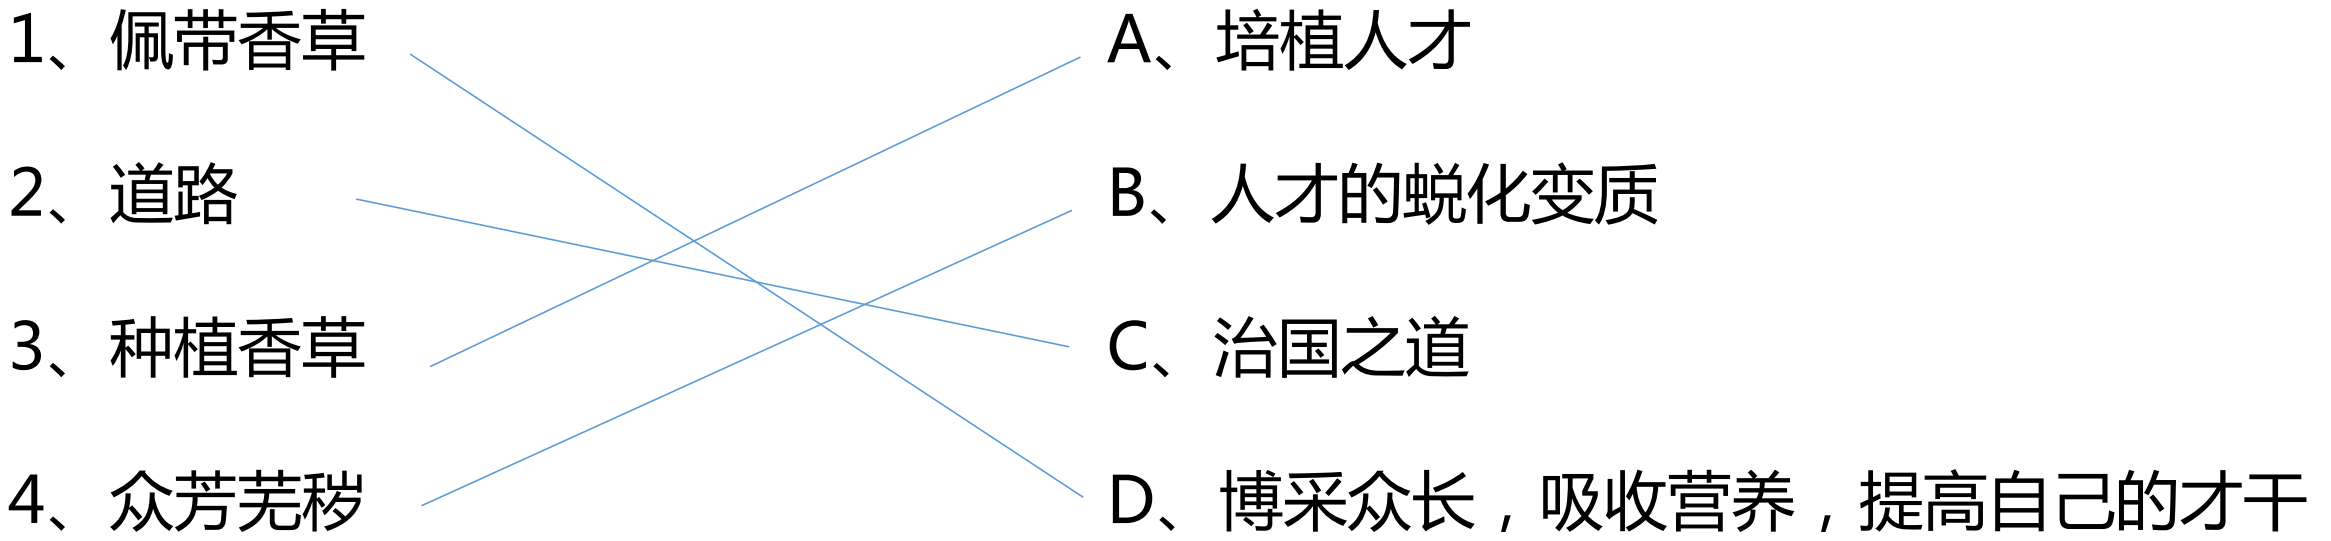 1、佩带香草
A、培植人才
2、道路
B、人才的蜕化变质
3、种植香草
C、治国之道
4、众芳芜秽
D、博采众长，吸收营养，提高自己的才干